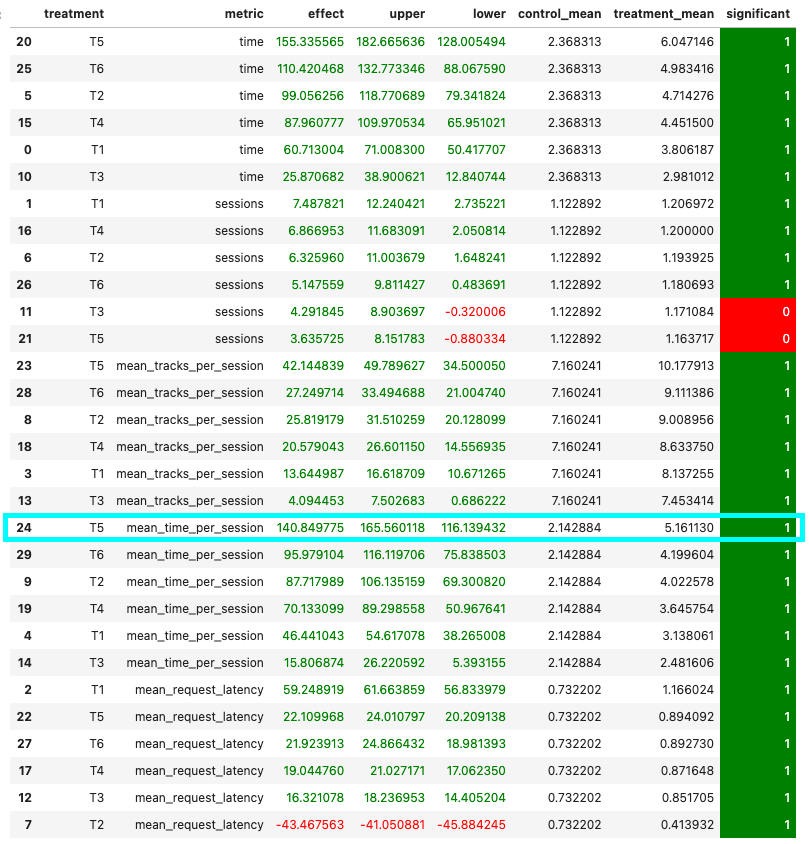 treatment metric effect upper lower control_mean treatment_mean significant
20 T5 time 155.335565 182.665636 128.005494 2.368313 6.047146 1
25 T6 time 110.420468 132.773346 88.067590 2.368313 4.983416 1
5 T2 time 99.056256 118.770689 79.341824 2.368313 4.714276 1
15 T4 time 87.960777 109.970534 65.951021 2.368313 4.451500 1
0 T1 time 60.713004 71.008300 50.417707 2.368313 3.806187 1
10 T3 time 25.870682 38.900621 12.840744 2.368313 2.981012 1
1 T1 sessions 7.487821 12.240421 2.735221 1.122892 1.206972 1
16 T4 sessions 6.866953 11.683091 2.050814 1.122892 1.200000 1
6 T2 sessions 6.325960 11.003679 1.648241 1.122892 1.193925 1
26 T6 sessions 5.147559 9.811427 0.483691 1.122892 1.180693 1
11 T3 sessions 4.291845 8.903697 -0.320006 1.122892 1.171084 0
21 T5 sessions 3.635725 8.151783 -0.880334 1.122892 1.163717 0
23 T5 mean_tracks_per_session 42.144839 49.789627 34.500050 7.160241 10.177913 1
28 T6 mean_tracks_per_session 27.249714 33.494688 21.004740 7.160241 9.111386 1
8 T2 mean_tracks_per_session 25.819179 31.510259 20.128099 7.160241 9.008956 1
18 T4 mean_tracks_per_session 20.579043 26.601150 14.556935 7.160241 8.633750 1
3 T1 mean_tracks_per_session 13.644987 16.618709 10.671265 7.160241 8.137255 1
13 T3 mean_tracks_per_session 4.094453 7.502683 0.686222 7.160241 7.453414 1
24 T5 mean_time_per_session 140.849775 165.560118 116.139432 2.142884 5.161130 1
29 T6 mean_time_per_session 95.979104 116.119706 75.838503 2.142884 4.199604 1
9 T2 mean_time_per_session 87.717989 106.135159 69.300820 2.142884 4.022578 1
19 T4 mean_time_per_session 70.133099 89.298558 50.967641 2.142884 3.645754 1
4 T1 mean_time_per_session 46.441043 54.617078 38.265008 2.142884 3.138061 1
14 T3 mean_time_per_session 15.806874 26.220592 5.393155 2.142884 2.481606 1
2 T1 mean_request_latency 59.248919 61.663859 56.833979 0.732202 1.166024 1
22 T5 mean_request_latency 22.109968 24.010797 20.209138 0.732202 0.894092 1
27 T6 mean_request_latency 21.923913 24.866432 18.981393 0.732202 0.892730 1
17 T4 mean_request_latency 19.044760 21.027171 17.062350 0.732202 0.871648 1
12 T3 mean_request_latency 16.321078 18.236953 14.405204 0.732202 0.851705 1
7 T2 mean_request_latency -43.467563 -41.050881 -45.884245 0.732202 0.413932 1